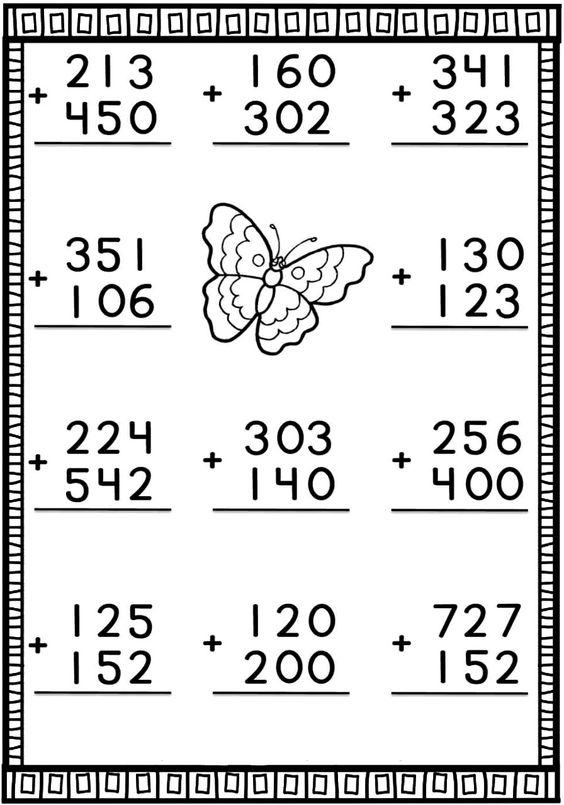 213 160 341
+ + +
450 302 323
351 130
+ +
106 123
224 303 256
+ + +
542 140 400
125 120 727
+ + +
152 200 152